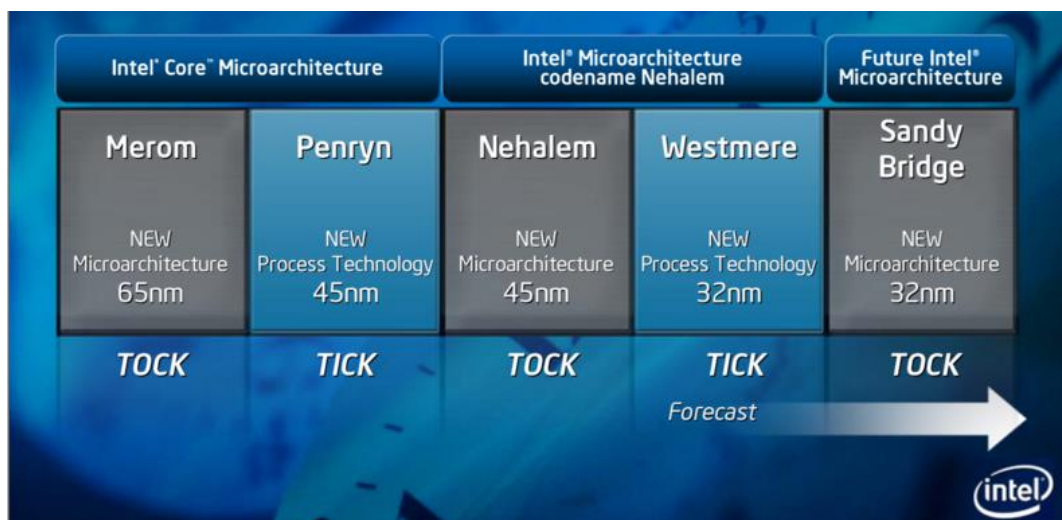 Intel® Core™ Microarchitecture
Intel® Microarchitecture
codename Nehalem
Future Intel®
Microarchitecture
Merom
NEW
Microarchitecture
65nm
TOCK
Penryn
NEW
Process Technology
45nm
TICK
Nehalem
NEW
Microarchitecture
45nm
TOCK
Westmere
NEW
Process Technology
32nm
TICK
Sandy
Bridge
NEW
Microarchitecture
32nm
TOCK
Forecast
intel